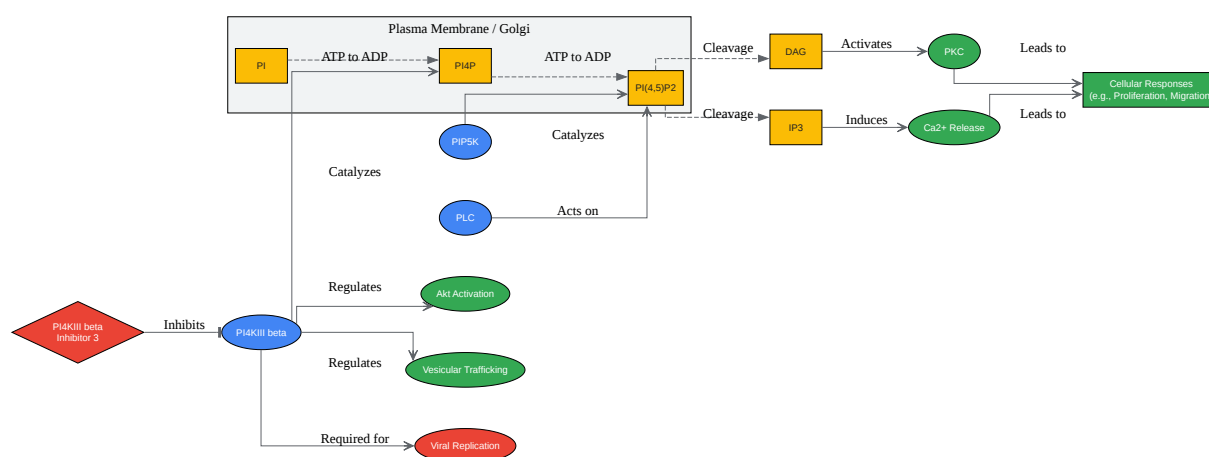 Plasma Membrane / Golgi
PI
ATP to ADP
PI4P
ATP to ADP
PI(4,5)P2
Cleavage
DAG
Activates
PKC
Leads to
Cellular Responses
(e.g., Proliferation, Migration
Cleavage
IP3
Induces
Ca2+ Release
Leads to
PIP5K
Catalyzes
Catalyzes
PLC
Acts on
Regulates
Akt Activation
PI4KIII beta
Inhibitor 3
Inhibits
PI4KIII beta
Regulates
Vesicular Trafficking
Required for
Viral Replication